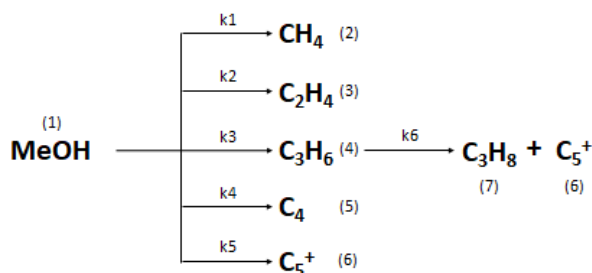 k1
CH4 (2)
k2
C2H4 (3)
(1)
MeOH
k3
C3H6 (4)
k6
C3H8 + C5+
(7) (6)
k4
C4 (5)
k5
C5+ (6)